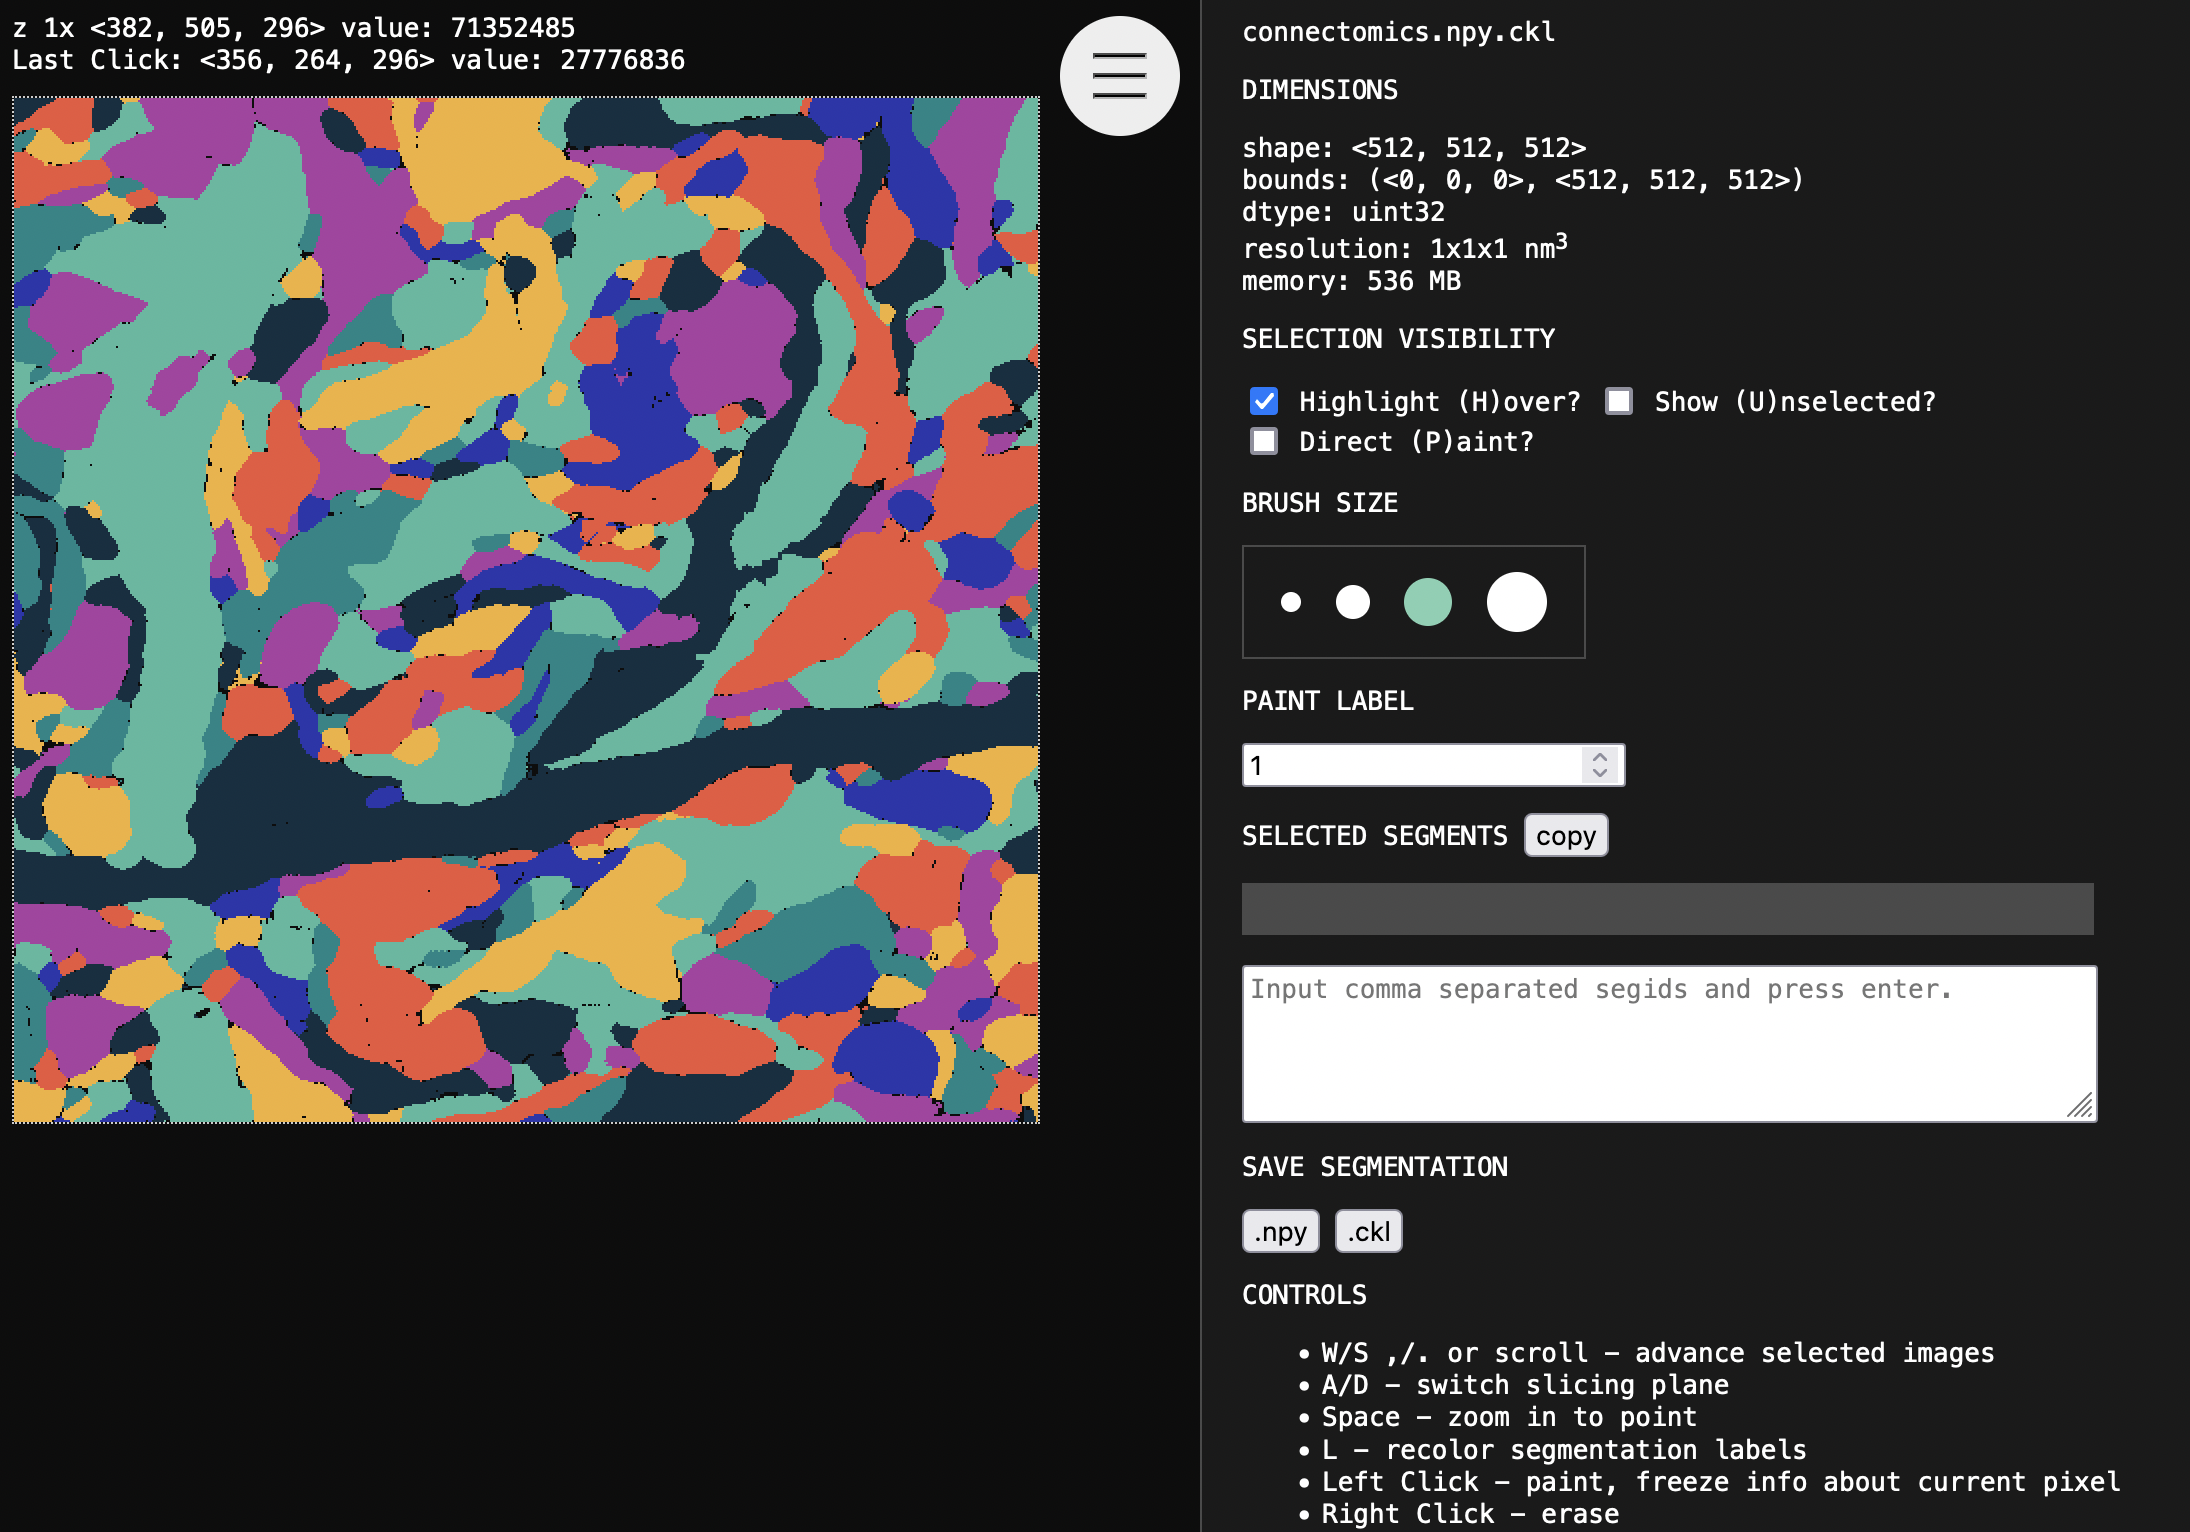 z 1x <382, 505, 296> value: 71352485
Last Click: <356, 264, 296> value: 27776836
connectomics.npy.ckl
DIMENSIONS
shape: <512, 512, 512>
bounds: (<0, 0, 0>, <512, 512, 512>)
dtype: uint32
resolution: 1x1x1 nm³
memory: 536 MB
SELECTION VISIBILITY
Highlight (H)over? Show (U)nselected?
Direct (P)aint?
BRUSH SIZE
PAINT LABEL
1
SELECTED SEGMENTS copy
Input comma separated segids and press enter.
SAVE SEGMENTATION
.npy .ckl
CONTROLS
• W/S ,/. or scroll – advance selected images
• A/D – switch slicing plane
• Space – zoom in to point
• L – recolor segmentation labels
• Left Click – paint, freeze info about current pixel
• Right Click – erase